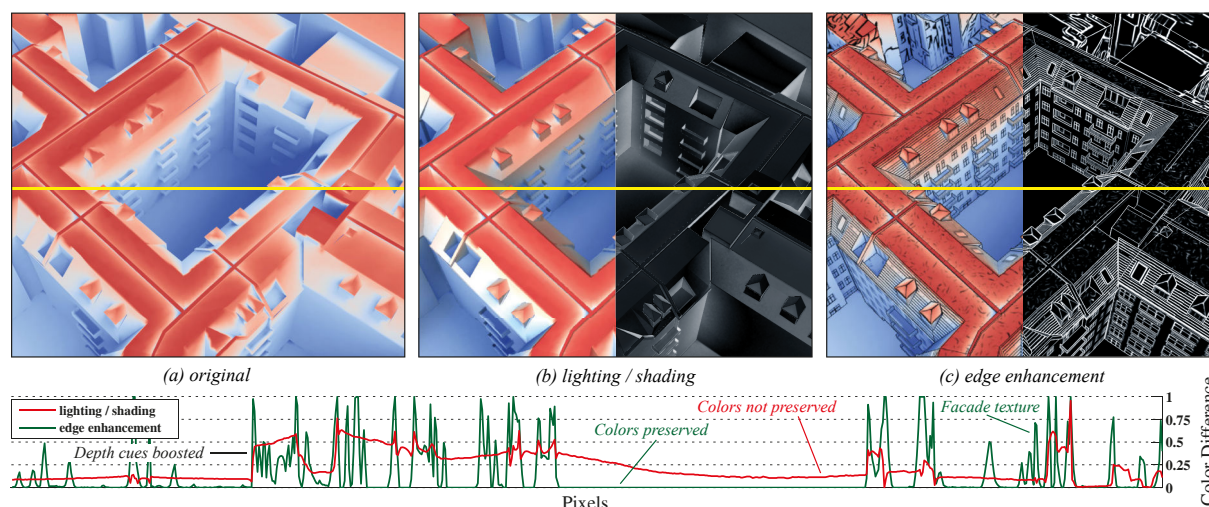 (a) original
(b) lighting / shading
(c) edge enhancement
lighting / shading
edge enhancement
Depth cues boosted
Colors preserved
Colors not preserved
Facade texture
1
0.75
0.5
0.25
0
Color Difference
Pixels